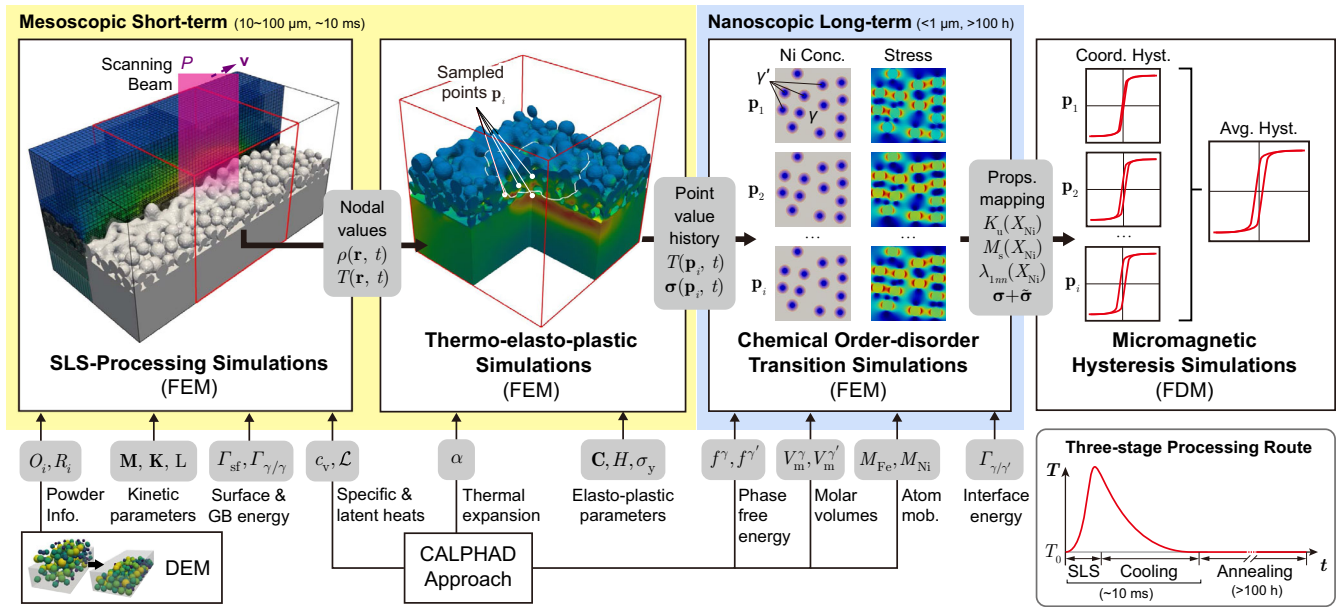 Mesoscopic Short-term (10~100 μm, ~10 ms)
Nanoscopic Long-term (<1 μm, >100 h)
Scanning
Beam
P
v
SLS-Processing Simulations
(FEM)
Nodal
values
ρ(r, t)
T(r, t)
Sampled
points p_i
Thermo-elasto-plastic
Simulations
(FEM)
Point
value
history
T(p_i, t)
σ(p_i, t)
Ni Conc.
Stress
γ′
γ
p_1
p_2
...
...
p_i
Chemical Order-disorder
Transition Simulations
(FEM)
Props.
mapping
K_u(X_Ni)
M_s(X_Ni)
λ_1nn(X_Ni)
σ+σ̃
Coord. Hyst.
p_1
p_2
...
p_i
Avg. Hyst.
Micromagnetic
Hysteresis Simulations
(FDM)
O_i, R_i
Powder
Info.
M, K, L
Kinetic
parameters
Γ_sf, Γ_γ/γ
Surface &
GB energy
c_v, ℒ
Specific &
latent heats
α
Thermal
expansion
C, H, σ_y
Elasto-plastic
parameters
f^γ, f^γ′
Phase
free
energy
V_m^γ, V_m^γ′
Molar
volumes
M_Fe, M_Ni
Atom
mob.
Γ_γ/γ′
Interface
energy
DEM
CALPHAD
Approach
Three-stage Processing Route
T
T_0
t
SLS
Cooling
Annealing
(~10 ms)
(>100 h)